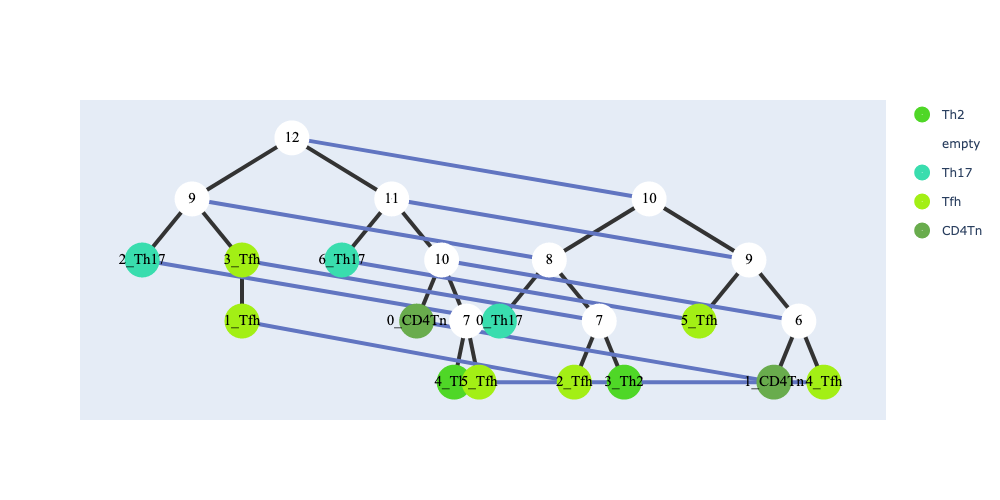 12
9
11
10
2_Th17
3_Tfh
6_Th17
10
8
9
1_Tfh
0_CD4Tn
7
0_Th17
7
5_Tfh
6
5_Tfh
2_Tfh
3_Th2
1_CD4Tn
4_Tfh
Th2
empty
Th17
Tfh
CD4Tn